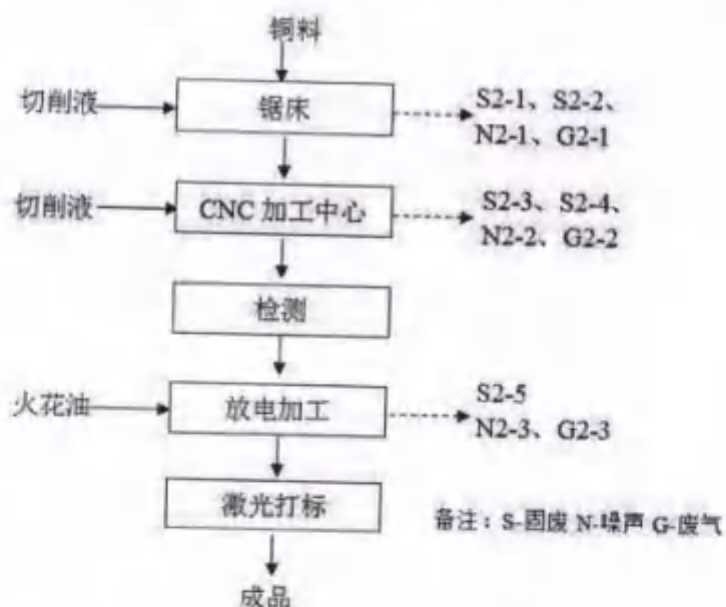 铜料
切削液
锯床
S2-1、S2-2、
N2-1、G2-1
切削液
CNC 加工中心
S2-3、S2-4、
N2-2、G2-2
检测
火花油
放电加工
S2-5
N2-3、G2-3
激光打标
备注：S-固废 N-噪声 G-废气
成品